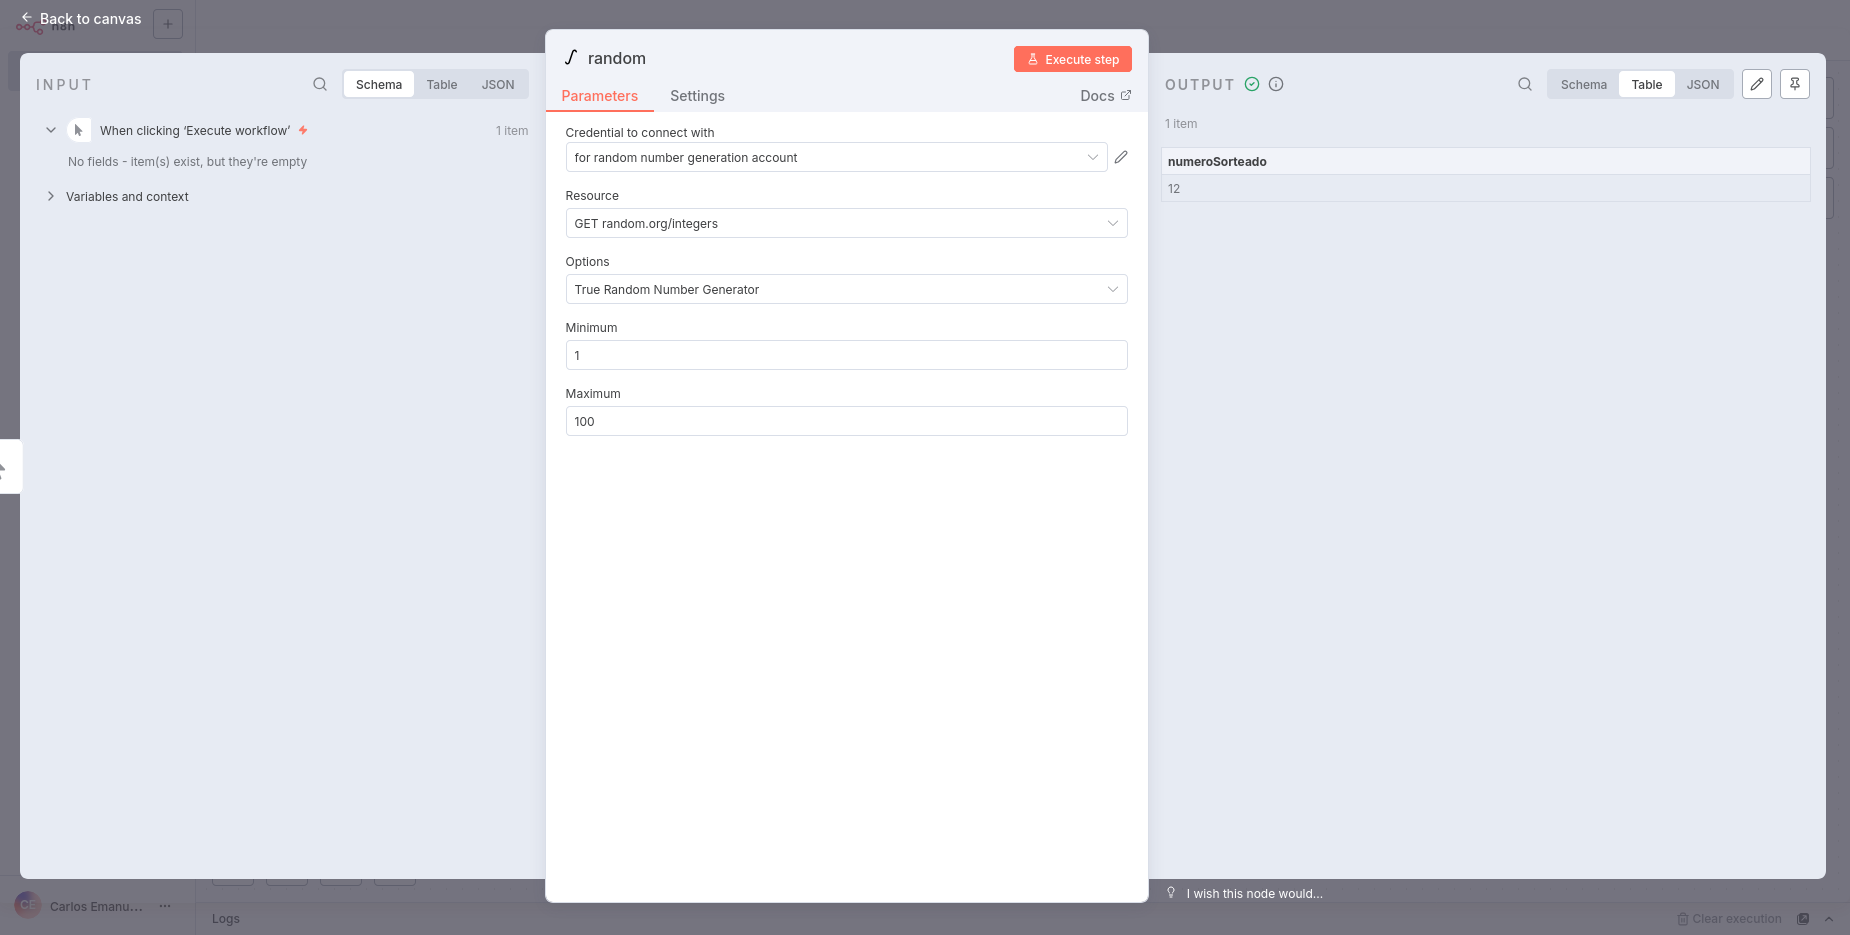 Back to canvas
n8n
INPUT
Schema
Table
JSON
When clicking ‘Execute workflow’
1 item
No fields - item(s) exist, but they're empty
Variables and context
random
Execute step
Parameters
Settings
Docs
Credential to connect with
for random number generation account
Resource
GET random.org/integers
Options
True Random Number Generator
Minimum
1
Maximum
100
OUTPUT
Schema
Table
JSON
1 item
numeroSorteado
12
I wish this node would...
CE
Carlos Emanu...
Logs
Clear execution